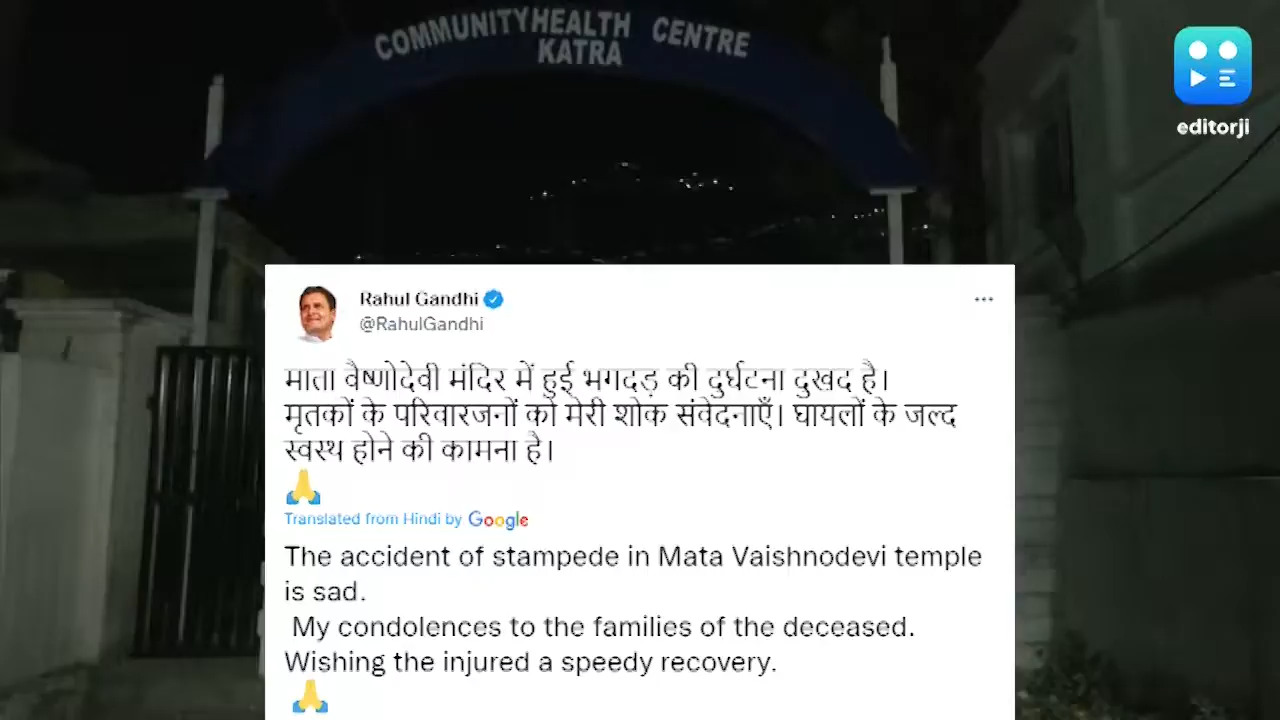 COMMUNITY HEALTH CENTRE
KATRA
editorji
Rahul Gandhi
@RahulGandhi
माता वैष्णोदेवी मंदिर में हुई भगदड़ की दुर्घटना दुखद है।
मृतकों के परिवारजनों को मेरी शोक संवेदनाएँ। घायलों के जल्द
स्वस्थ होने की कामना है।
🙏
Translated from Hindi by Google
The accident of stampede in Mata Vaishnodevi temple
is sad.
My condolences to the families of the deceased.
Wishing the injured a speedy recovery.
🙏